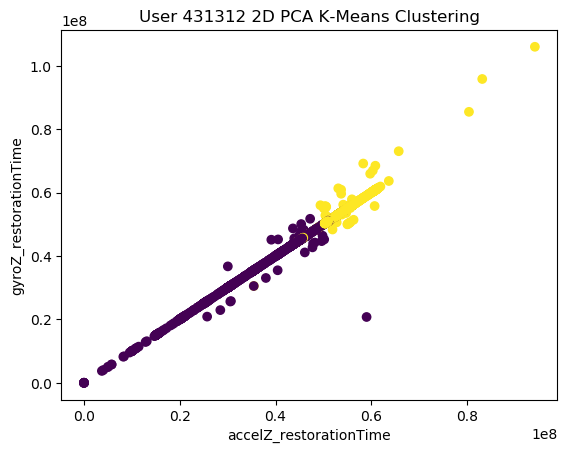 User 431312 2D PCA K-Means Clustering
1e8
1.0
0.8
0.6
0.4
0.2
0.0
gyroZ_restorationTime
0.0 0.2 0.4 0.6 0.8
1e8
accelZ_restorationTime